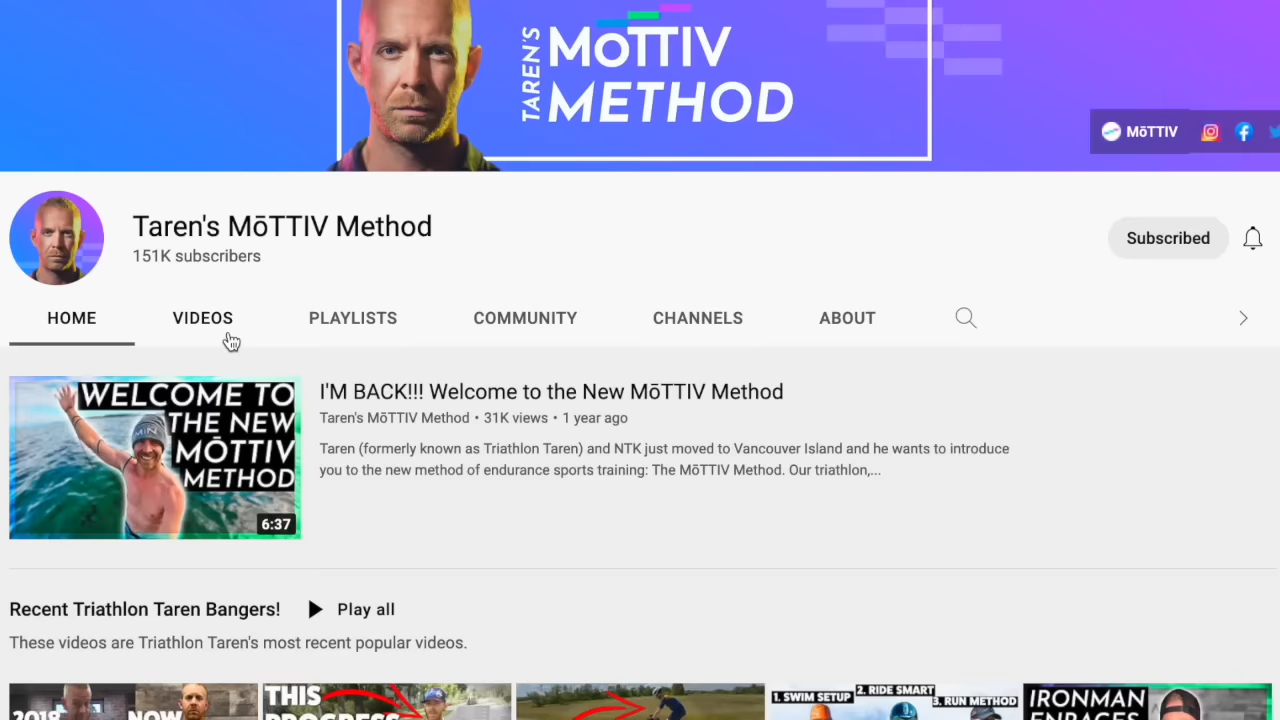 TAREN'S
MōTTIV
METHOD
MōTTIV
Taren's MōTTIV Method
151K subscribers
Subscribed
HOME
VIDEOS
PLAYLISTS
COMMUNITY
CHANNELS
ABOUT
WELCOME TO
THE NEW
MŌTTIV
METHOD
6:37
I'M BACK!!! Welcome to the New MōTTIV Method
Taren's MōTTIV Method • 31K views • 1 year ago
Taren (formerly known as Triathlon Taren) and NTK just moved to Vancouver Island and he wants to introduce
you to the new method of endurance sports training: The MōTTIV Method. Our triathlon,...
Recent Triathlon Taren Bangers!
Play all
These videos are Triathlon Taren's most recent popular videos.
2018
NOW
THIS
PROGRESS
1. SWIM SETUP
2. RIDE SMART
3. RUN METHOD
IRONMAN
ENRAGES